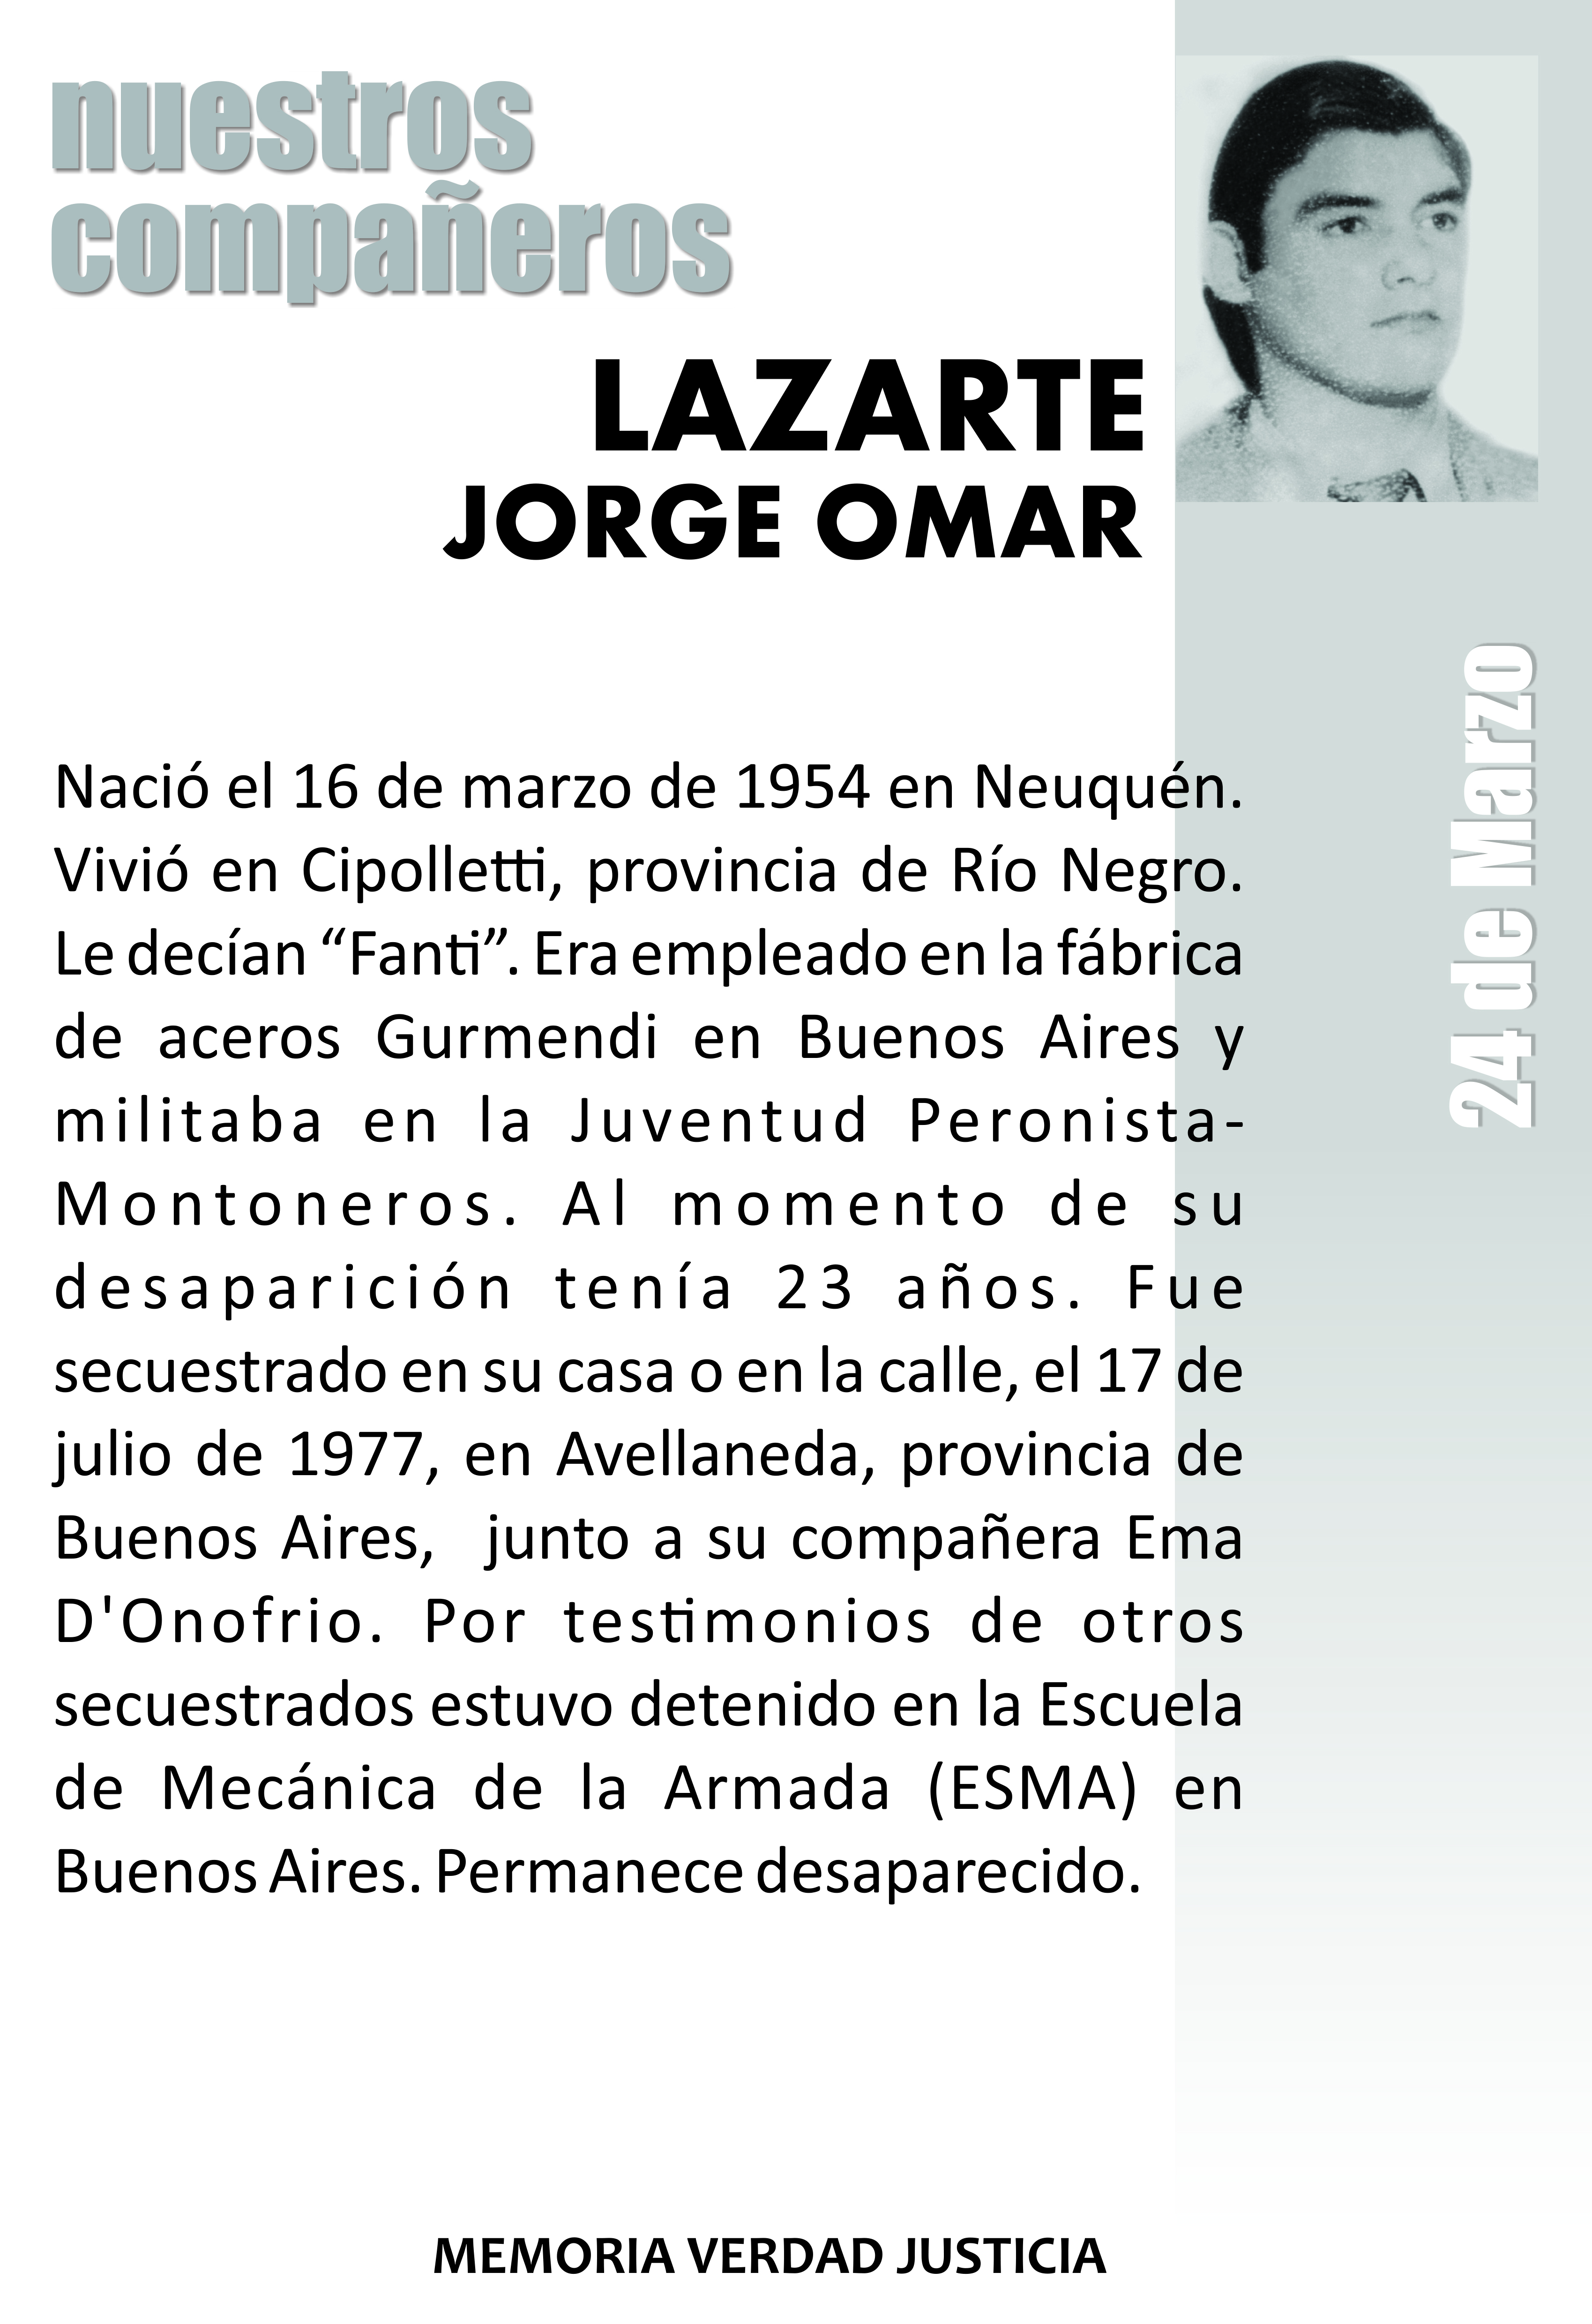 nuestros
compañeros
LAZARTE
JORGE OMAR
24 de Marzo
Nació el 16 de marzo de 1954 en Neuquén.
Vivió en Cipolletti, provincia de Río Negro.
Le decían “Fanti”. Era empleado en la fábrica
de aceros Gurmendi en Buenos Aires y
militaba en la Juventud Peronista-
Montoneros. Al momento de su
desaparición tenía 23 años. Fue
secuestrado en su casa o en la calle, el 17 de
julio de 1977, en Avellaneda, provincia de
Buenos Aires,  junto a su compañera Ema
D'Onofrio. Por testimonios de otros
secuestrados estuvo detenido en la Escuela
de Mecánica de la Armada (ESMA) en
Buenos Aires. Permanece desaparecido.
MEMORIA VERDAD JUSTICIA